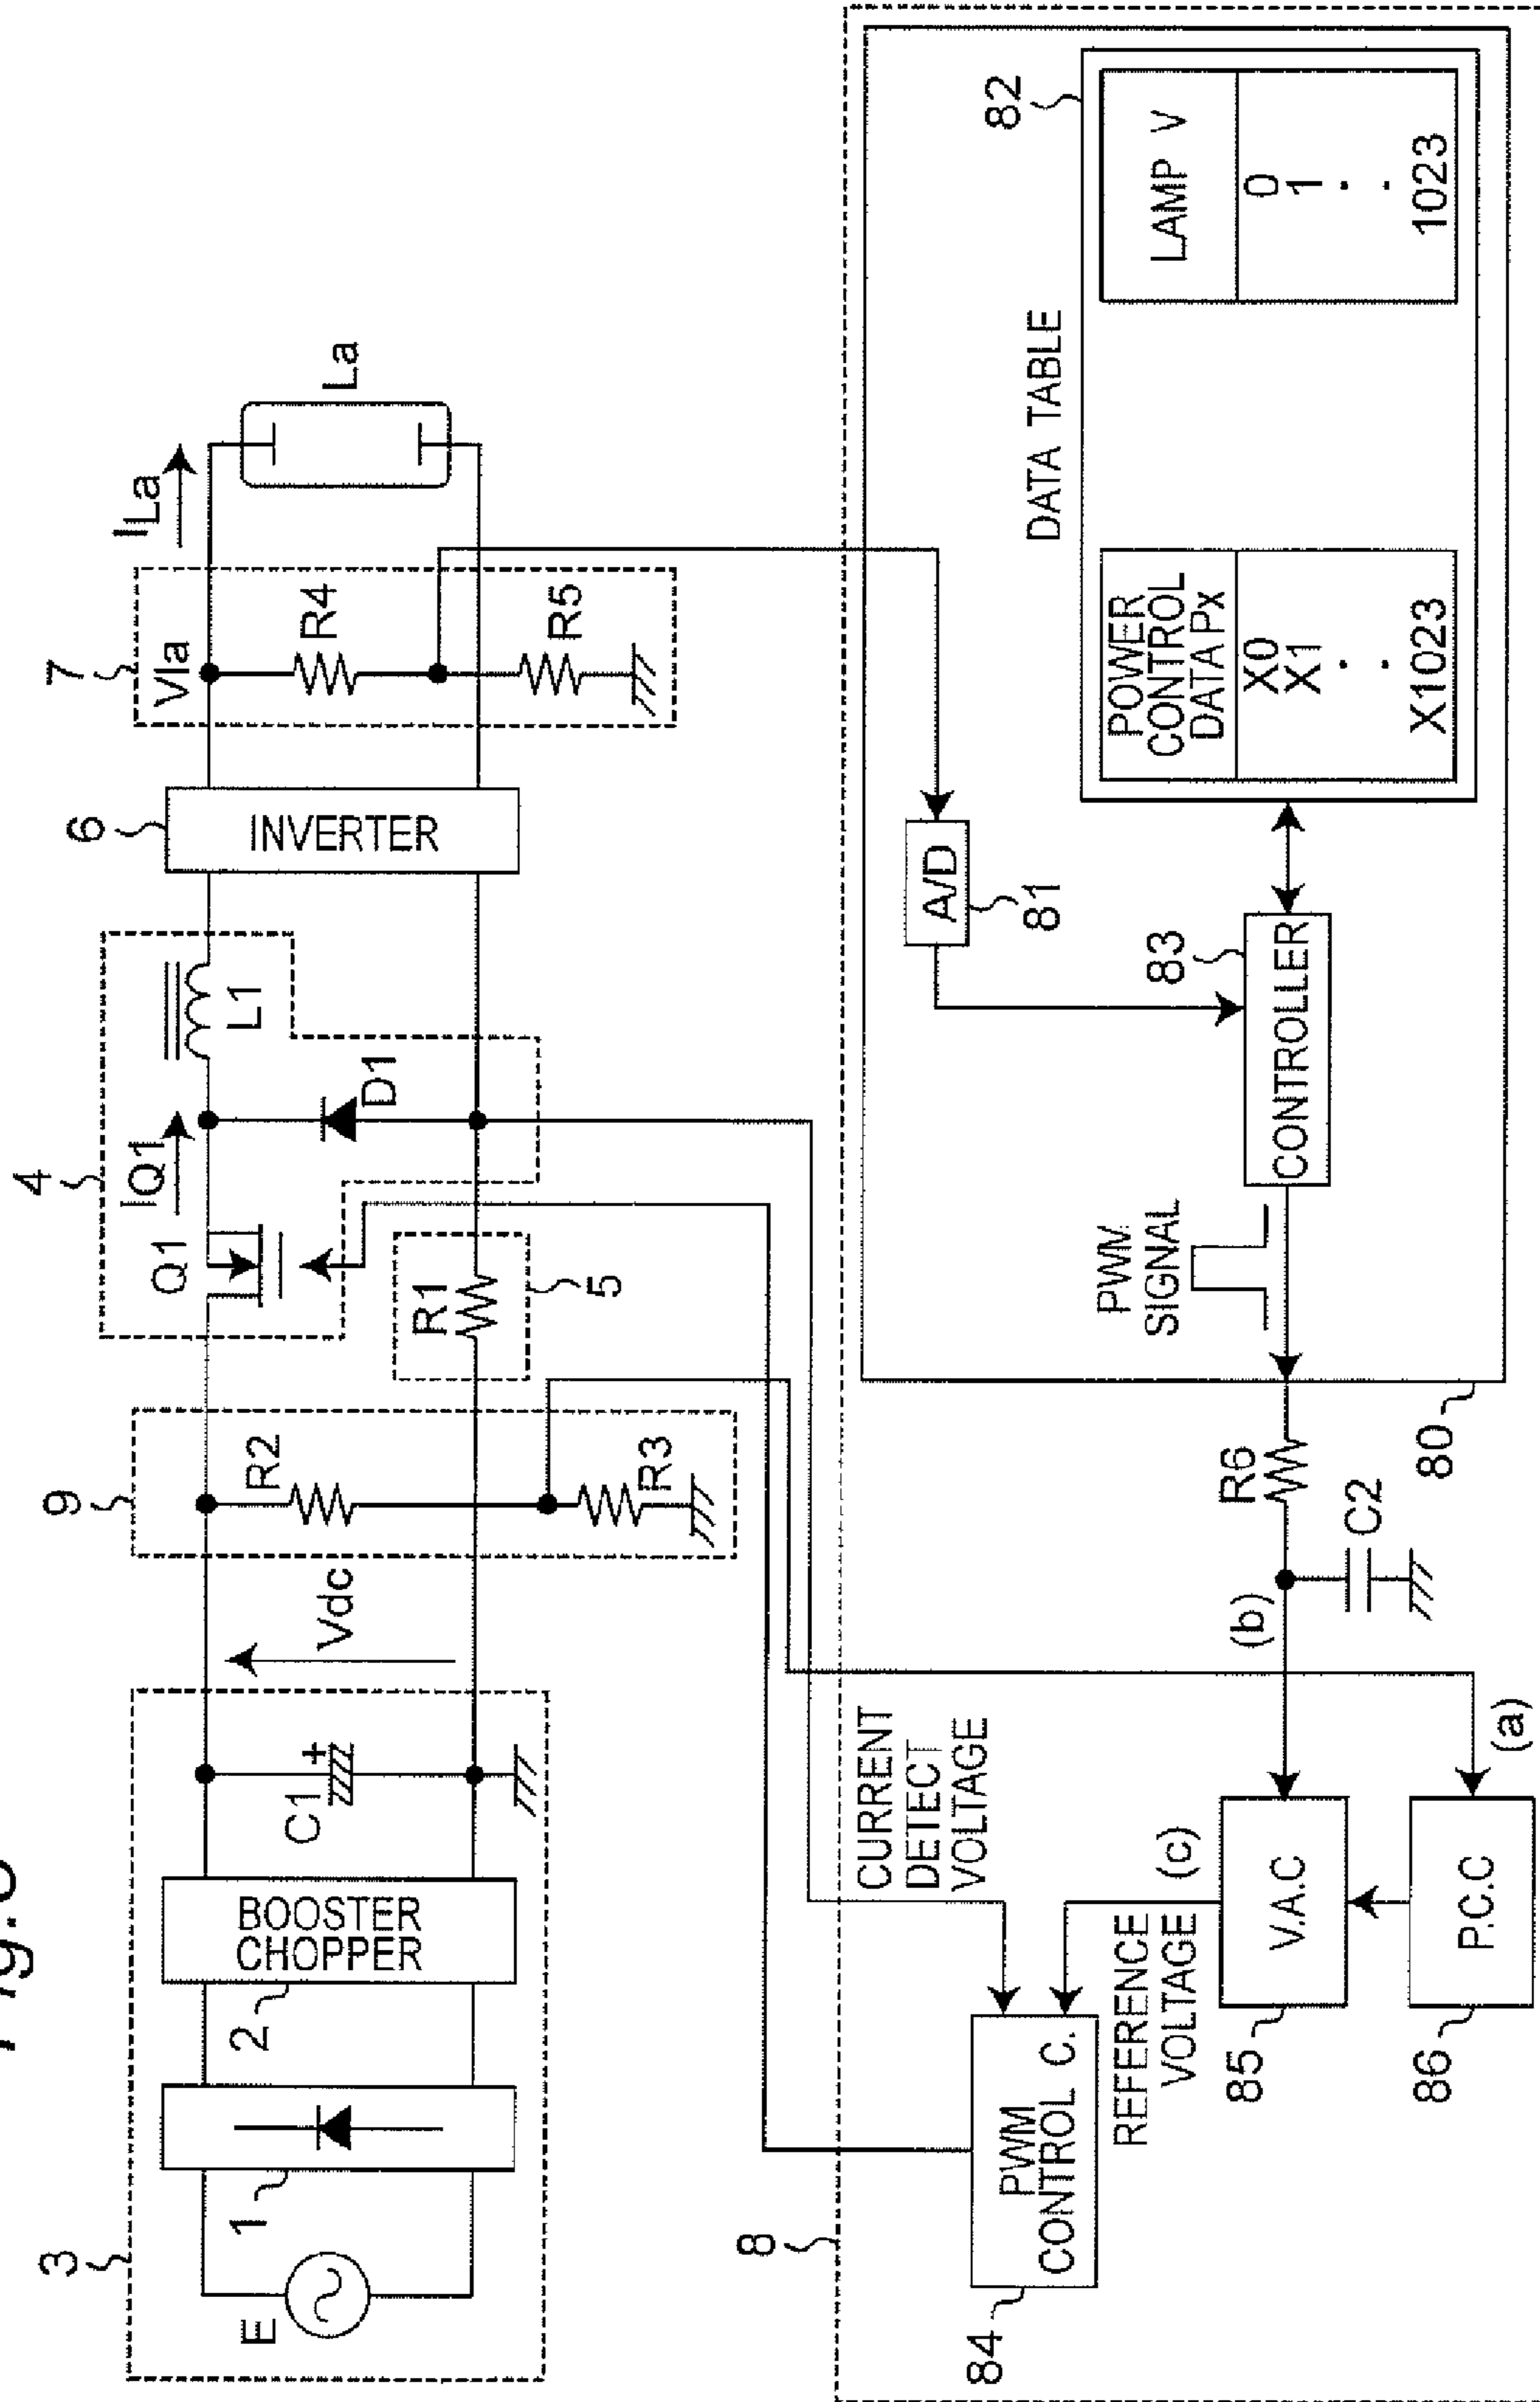 Fig.8
3
E
1
2
BOOSTER
CHOPPER
C1
+
Vdc
9
R2
R3
4
Q1
IQ1
L1
D1
R1
5
6
INVERTER
7
Vla
R4
R5
ILa
La
8
84
PWM
CONTROL C.
CURRENT
DETECT
VOLTAGE
REFERENCE
VOLTAGE
(c)
85
V.A.C
86
P.C.C
(a)
(b)
R6
C2
80
PWM
SIGNAL
83
CONTROLLER
A/D
81
DATA TABLE
82
POWER
CONTROL
DATA Px
X0
X1
.
.
X1023
LAMP V
0
1
.
.
1023